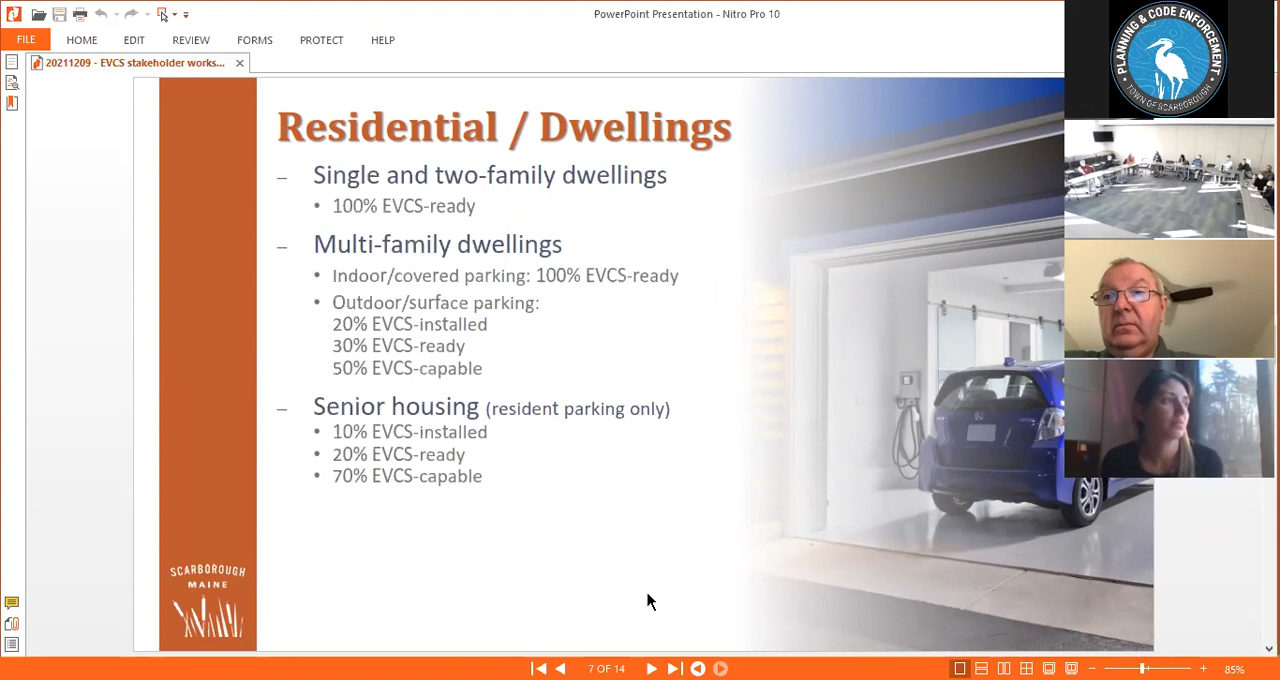 PowerPoint Presentation - Nitro Pro 10
FILE HOME EDIT REVIEW FORMS PROTECT HELP
20211209 - EVCS stakeholder works...
PLANNING & CODE ENFORCEMENT
TOWN OF SCARBOROUGH
Residential / Dwellings
– Single and two-family dwellings
• 100% EVCS-ready
– Multi-family dwellings
• Indoor/covered parking: 100% EVCS-ready
• Outdoor/surface parking:
20% EVCS-installed
30% EVCS-ready
50% EVCS-capable
– Senior housing (resident parking only)
• 10% EVCS-installed
• 20% EVCS-ready
• 70% EVCS-capable
SCARBOROUGH
MAINE
7 OF 14
85%